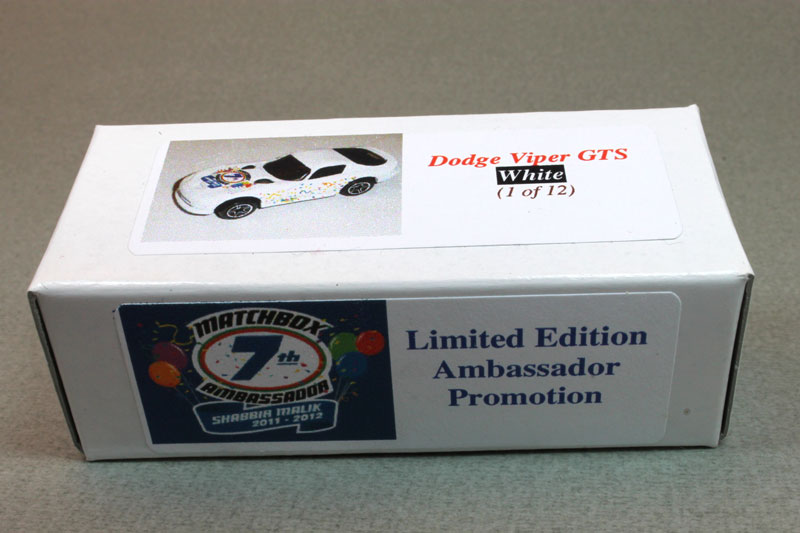 Dodge Viper GTS
White
(1 of 12)
MATCHBOX
7th
AMBASSADOR
SHABBIR MALIK
2011 - 2012
Limited Edition
Ambassador
Promotion